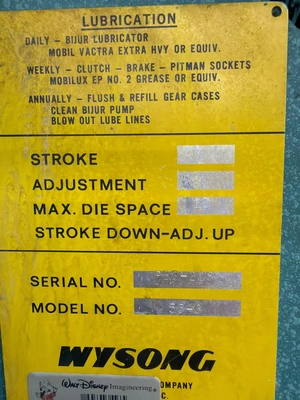 LUBRICATION
DAILY – BIJUR LUBRICATOR
MOBIL VACTRA EXTRA HVY OR EQUIV.
WEEKLY – CLUTCH – BRAKE – PITMAN SOCKETS
MOBILUX EP NO. 2 GREASE OR EQUIV.
ANNUALLY – FLUSH & REFILL GEAR CASES
CLEAN BIJUR PUMP
BLOW OUT LUBE LINES
STROKE
ADJUSTMENT
MAX. DIE SPACE
STROKE DOWN–ADJ. UP
SERIAL NO.
MODEL NO.
WYSONG
COMPANY
C.
Walt Disney Imagineering